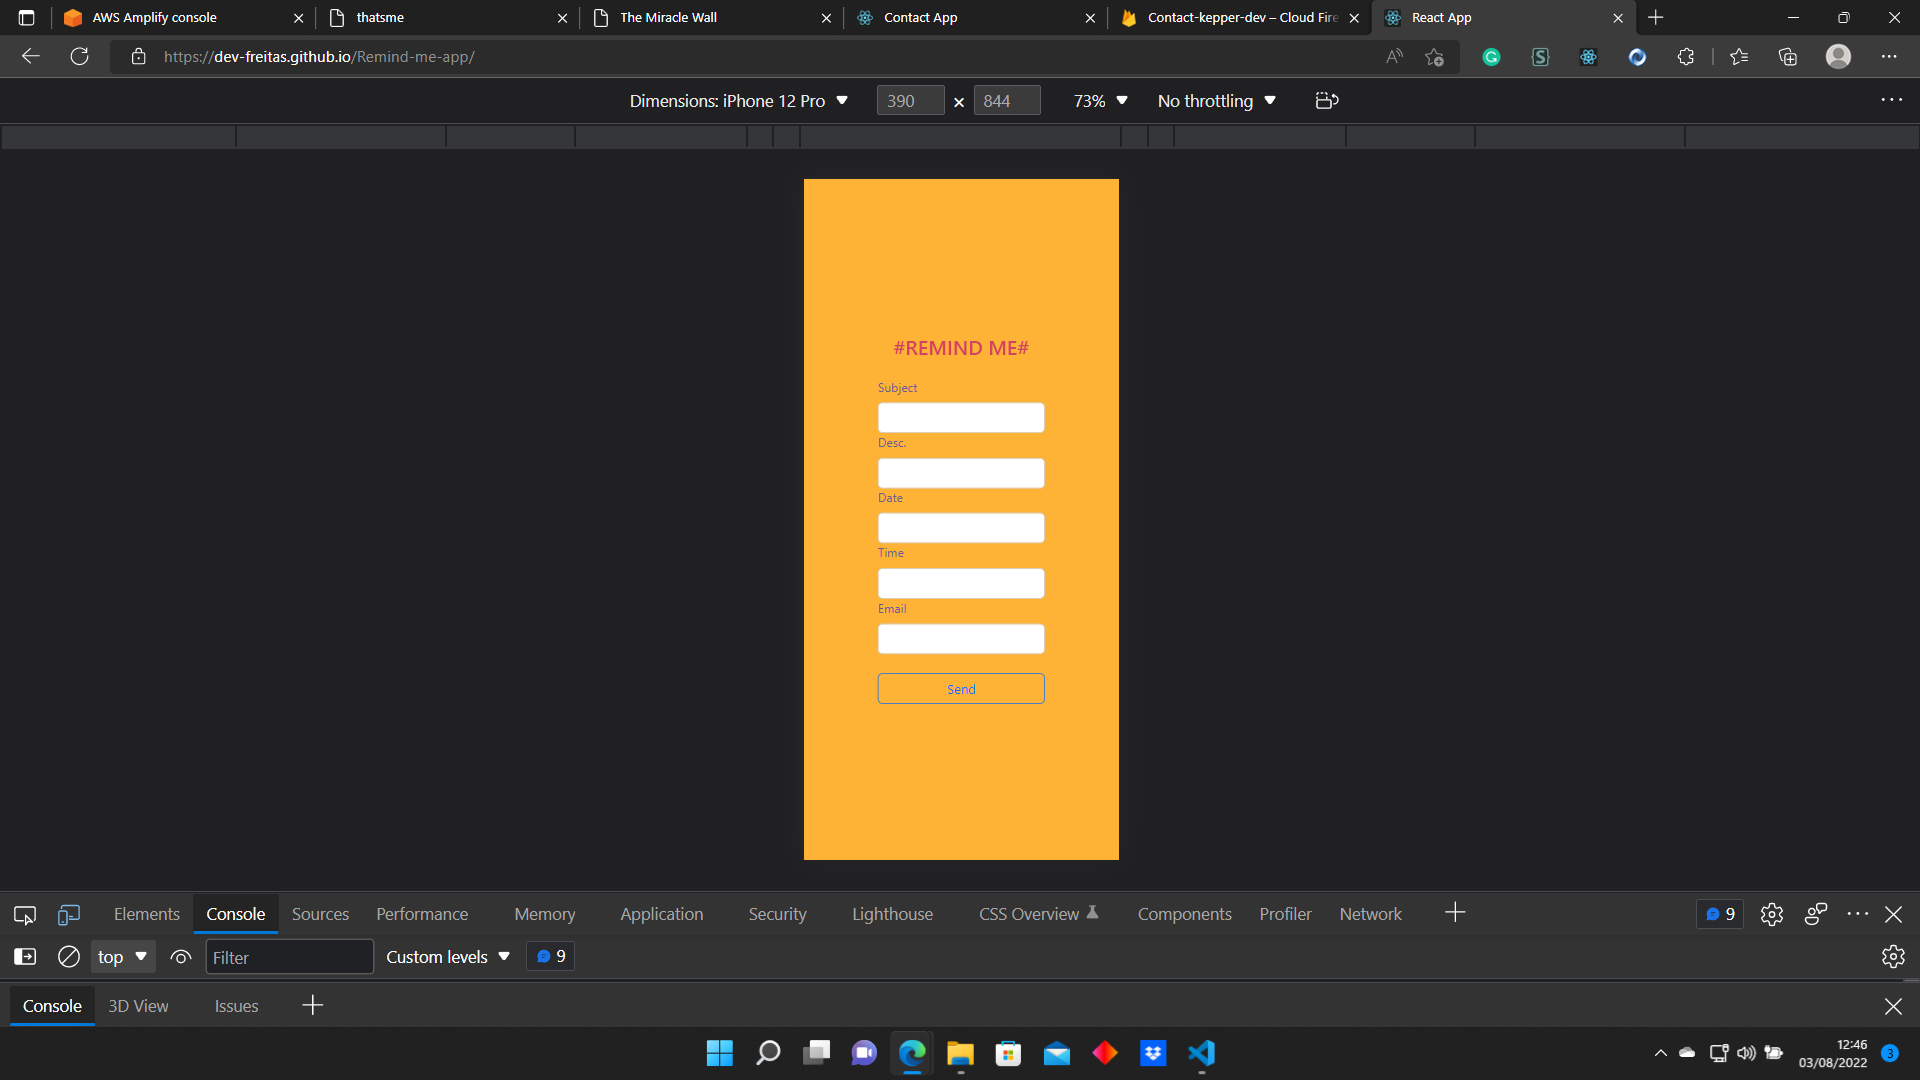 AWS Amplify console
thatsme
The Miracle Wall
Contact App
Contact-kepper-dev – Cloud Fire
React App
https://dev-freitas.github.io/Remind-me-app/
Dimensions: iPhone 12 Pro
390 × 844
73%
No throttling
#REMIND ME#
Subject
Desc.
Date
Time
Email
Send
Elements Console Sources Performance Memory Application Security Lighthouse CSS Overview Components Profiler Network 9
top Filter Custom levels 9
Console 3D View Issues
12:46
03/08/2022
3